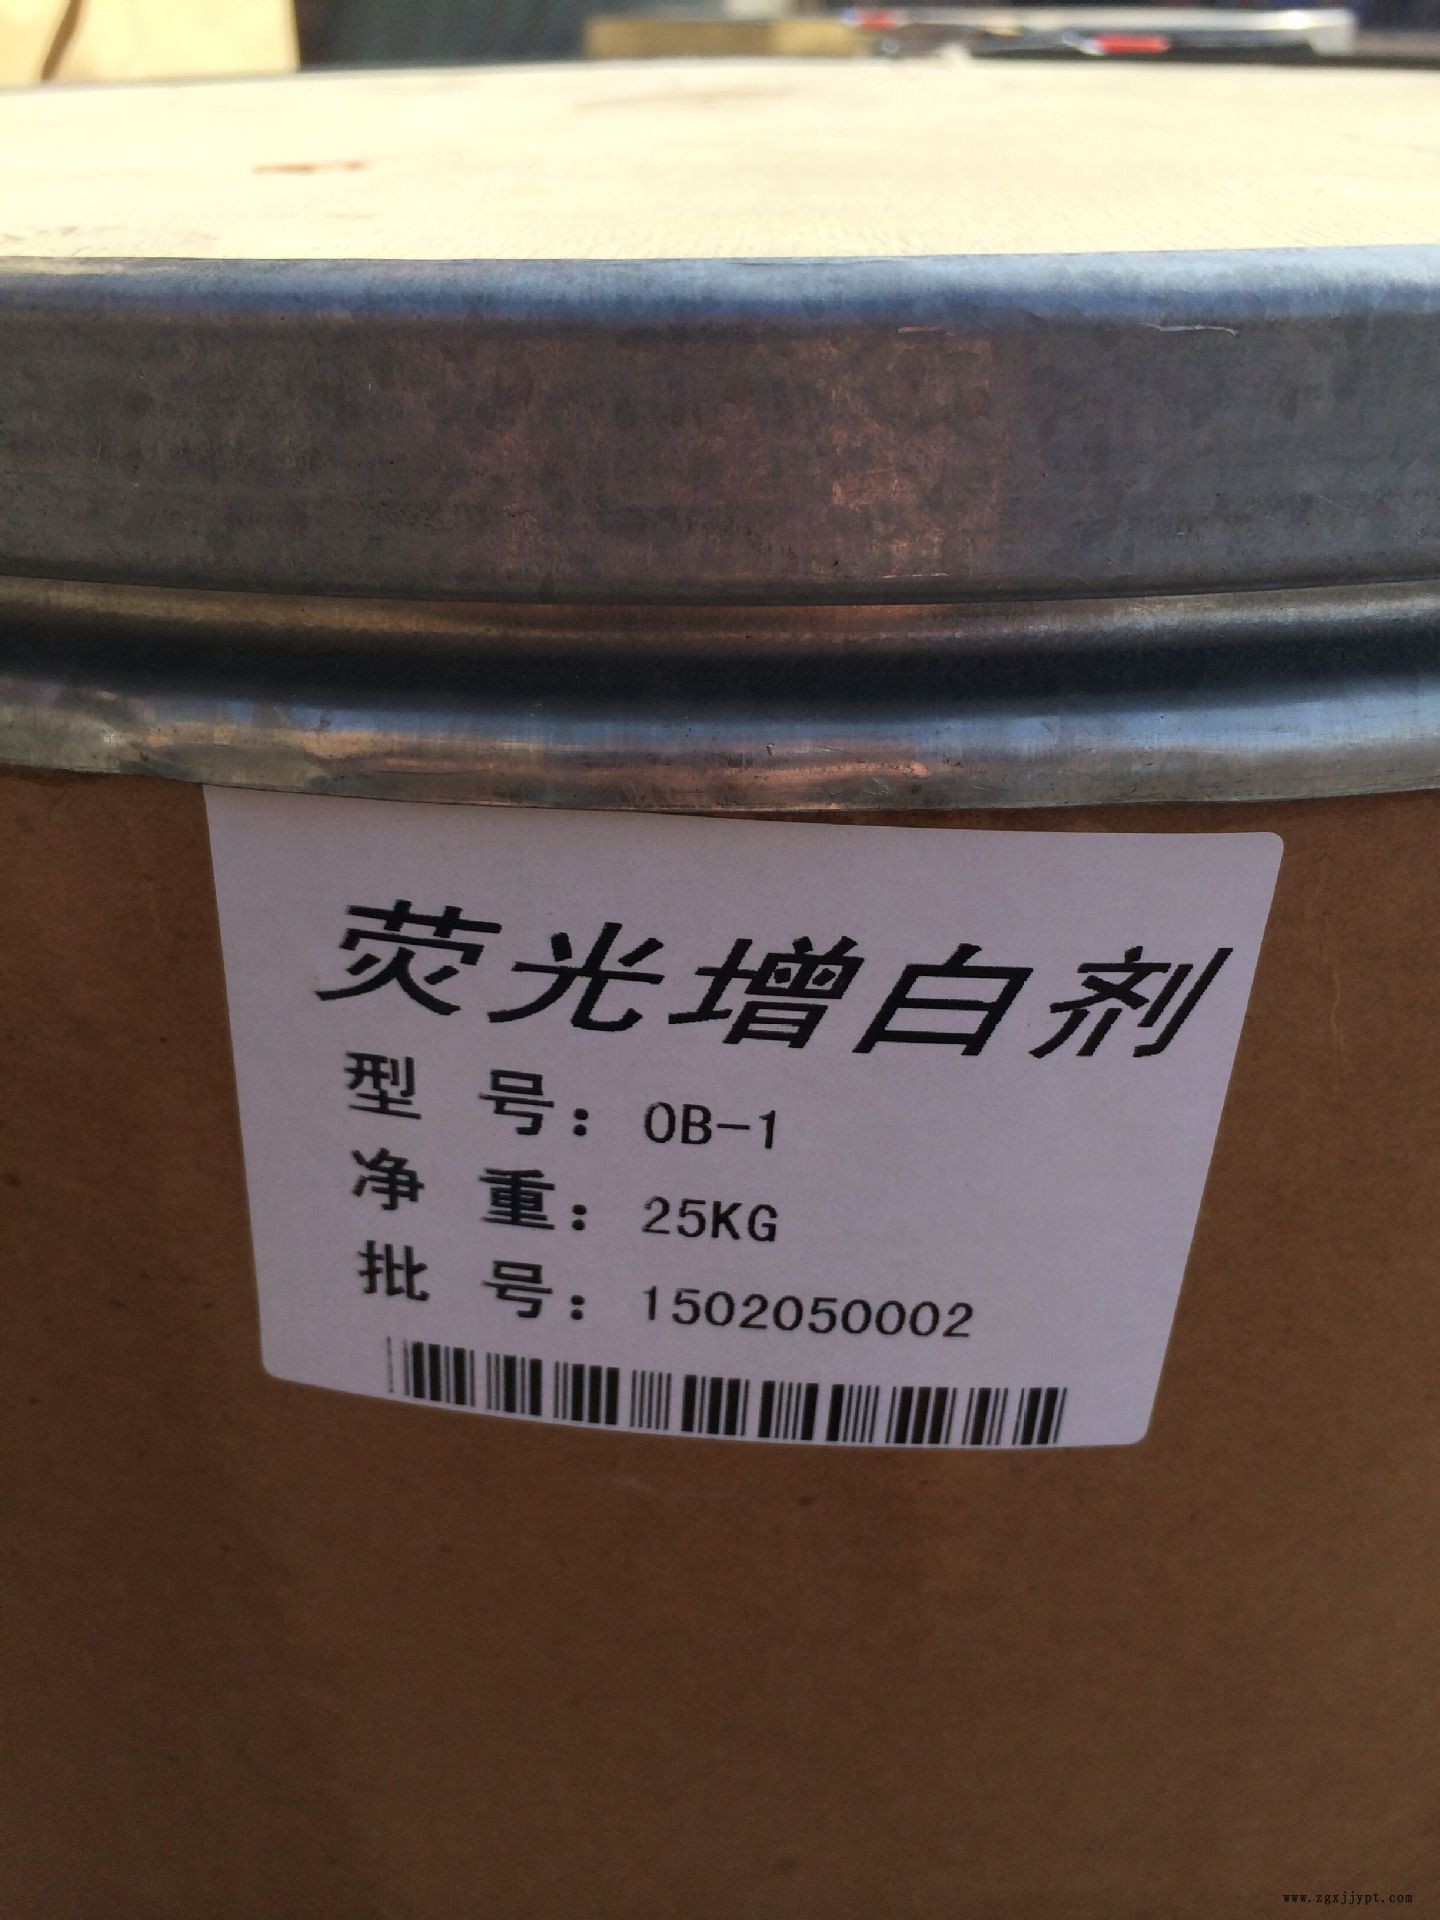 荧光增白剂
型 号：OB-1
净 重：25KG
批 号：1502050002
www.zgxjjypt.com